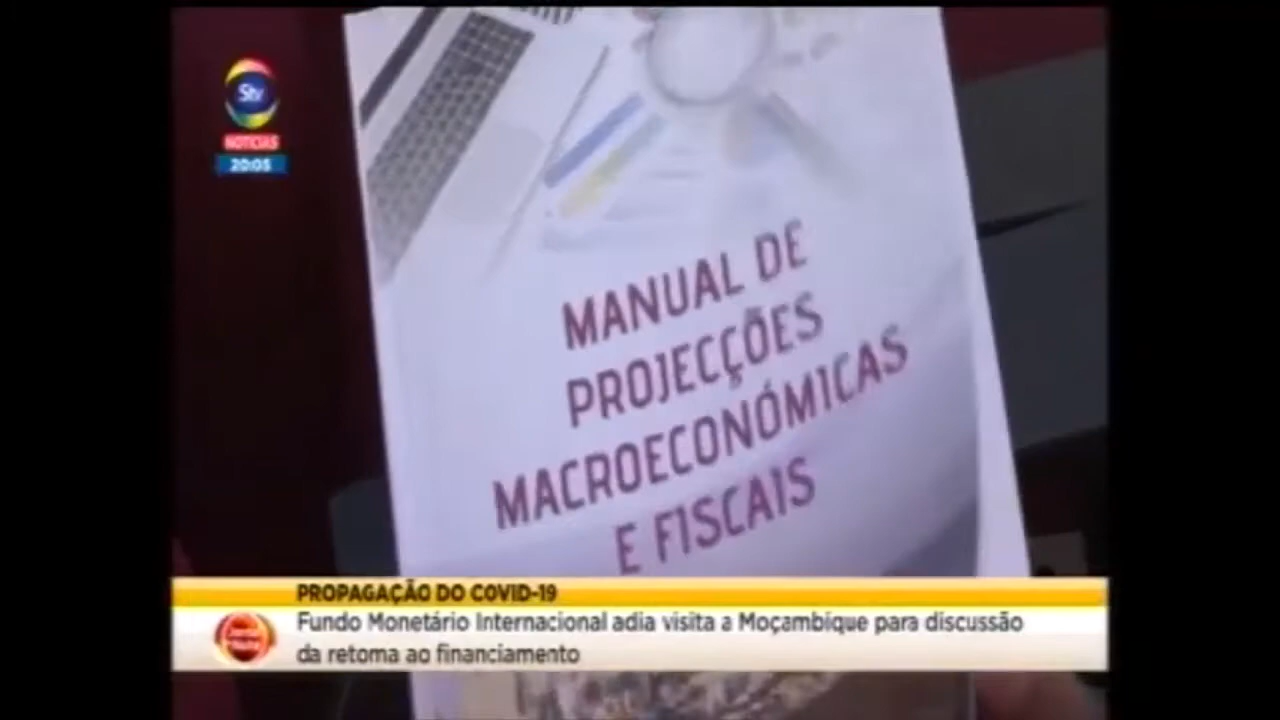 Stv
NOTÍCIAS
20:05
MANUAL DE
PROJECÇÕES
MACROECONÓMICAS
E FISCAIS
PROPAGAÇÃO DO COVID-19
Fundo Monetário Internacional adia visita a Moçambique para discussão
da retoma ao financiamento